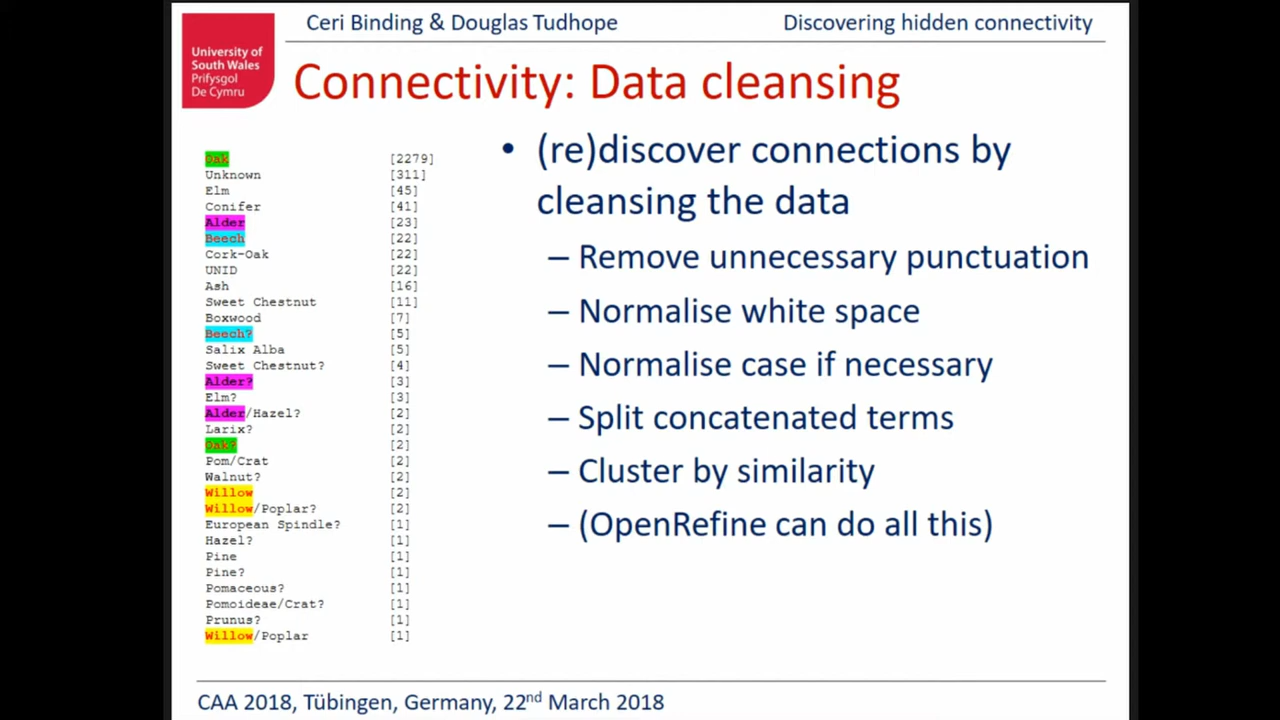 Ceri Binding & Douglas Tudhope Discovering hidden connectivity
University of
South Wales
Prifysgol
De Cymru
Connectivity: Data cleansing
Oak [2279]
Unknown [311]
Elm [45]
Conifer [41]
Alder [23]
Beech [22]
Cork-Oak [22]
UNID [22]
Ash [16]
Sweet Chestnut [11]
Boxwood [7]
Beech? [5]
Salix Alba [5]
Sweet Chestnut? [4]
Alder? [3]
Elm? [3]
Alder/Hazel? [2]
Larix? [2]
Oak? [2]
Pom/Crat [2]
Walnut? [2]
Willow [2]
Willow/Poplar? [2]
European Spindle? [1]
Hazel? [1]
Pine [1]
Pine? [1]
Pomaceous? [1]
Pomoideae/Crat? [1]
Prunus? [1]
Willow/Poplar [1]
• (re)discover connections by
cleansing the data
– Remove unnecessary punctuation
– Normalise white space
– Normalise case if necessary
– Split concatenated terms
– Cluster by similarity
– (OpenRefine can do all this)
CAA 2018, Tübingen, Germany, 22nd March 2018